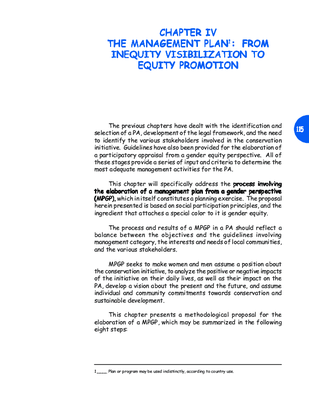 CHAPTER IV
THE MANAGEMENT PLAN¹: FROM
INEQUITY VISIBILIZATION TO
EQUITY PROMOTION
115
The previous chapters have dealt with the identification and
selection of a PA, development of the legal framework, and the need
to identify the various stakeholders involved in the conservation
initiative. Guidelines have also been provided for the elaboration of
a participatory appraisal from a gender equity perspective. All of
these stages provide a series of input and criteria to determine the
most adequate management activities for the PA.
This chapter will specifically address the process involving
the elaboration of a management plan from a gender perspective
(MPGP), which in itself constitutes a planning exercise. The proposal
herein presented is based on social participation principles, and the
ingredient that attaches a special color to it is gender equity.
The process and results of a MPGP in a PA should reflect a
balance between the objectives and the guidelines involving
management category, the interests and needs of local communities,
and the various stakeholders.
MPGP seeks to make women and men assume a position about
the conservation initiative, to analyze the positive or negative impacts
of the initiative on their daily lives, as well as their impact on the
PA, develop a vision about the present and the future, and assume
individual and community commitments towards conservation and
sustainable development.
This chapter presents a methodological proposal for the
elaboration of a MPGP, which may be summarized in the following
eight steps:
1____ Plan or program may be used indistinctly, according to country use.